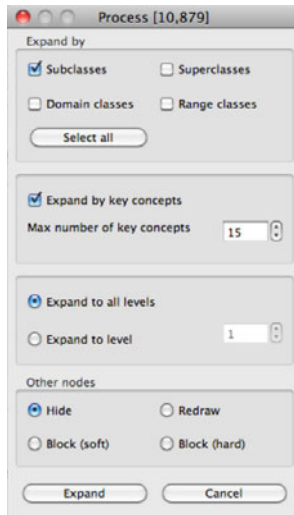 Process [10,879]
Expand by
Subclasses Superclasses
Domain classes Range classes
Select all
Expand by key concepts
Max number of key concepts 15
Expand to all levels
Expand to level 1
Other nodes
Hide Redraw
Block (soft) Block (hard)
Expand Cancel